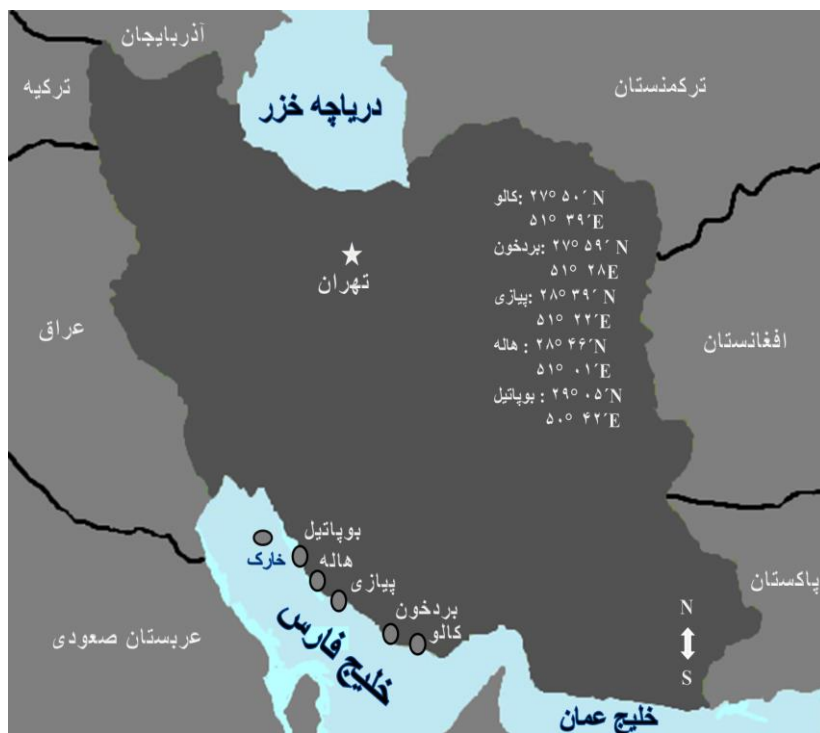 آذربایجان
ترکیه
ترکمنستان
دریاچه خزر
کالو: ۲۷° ۵۰´ N
۵۱° ۳۹´E
بردخون: ۲۷° ۵۹´ N
۵۱° ۲۸E
پیازی: ۲۸° ۳۹´ N
۵۱° ۲۲´E
هاله : ۲۸° ۴۶´N
۵۱° ۰۱´E
بوپاتیل : ۲۹° ۰۵´N
۵۰° ۴۲´E
تهران
عراق
افغانستان
بوپاتیل
خارک
هاله
پیازی
پاکستان
بردخون
کالو
N
S
خلیج فارس
عربستان صعودی
خلیج عمان